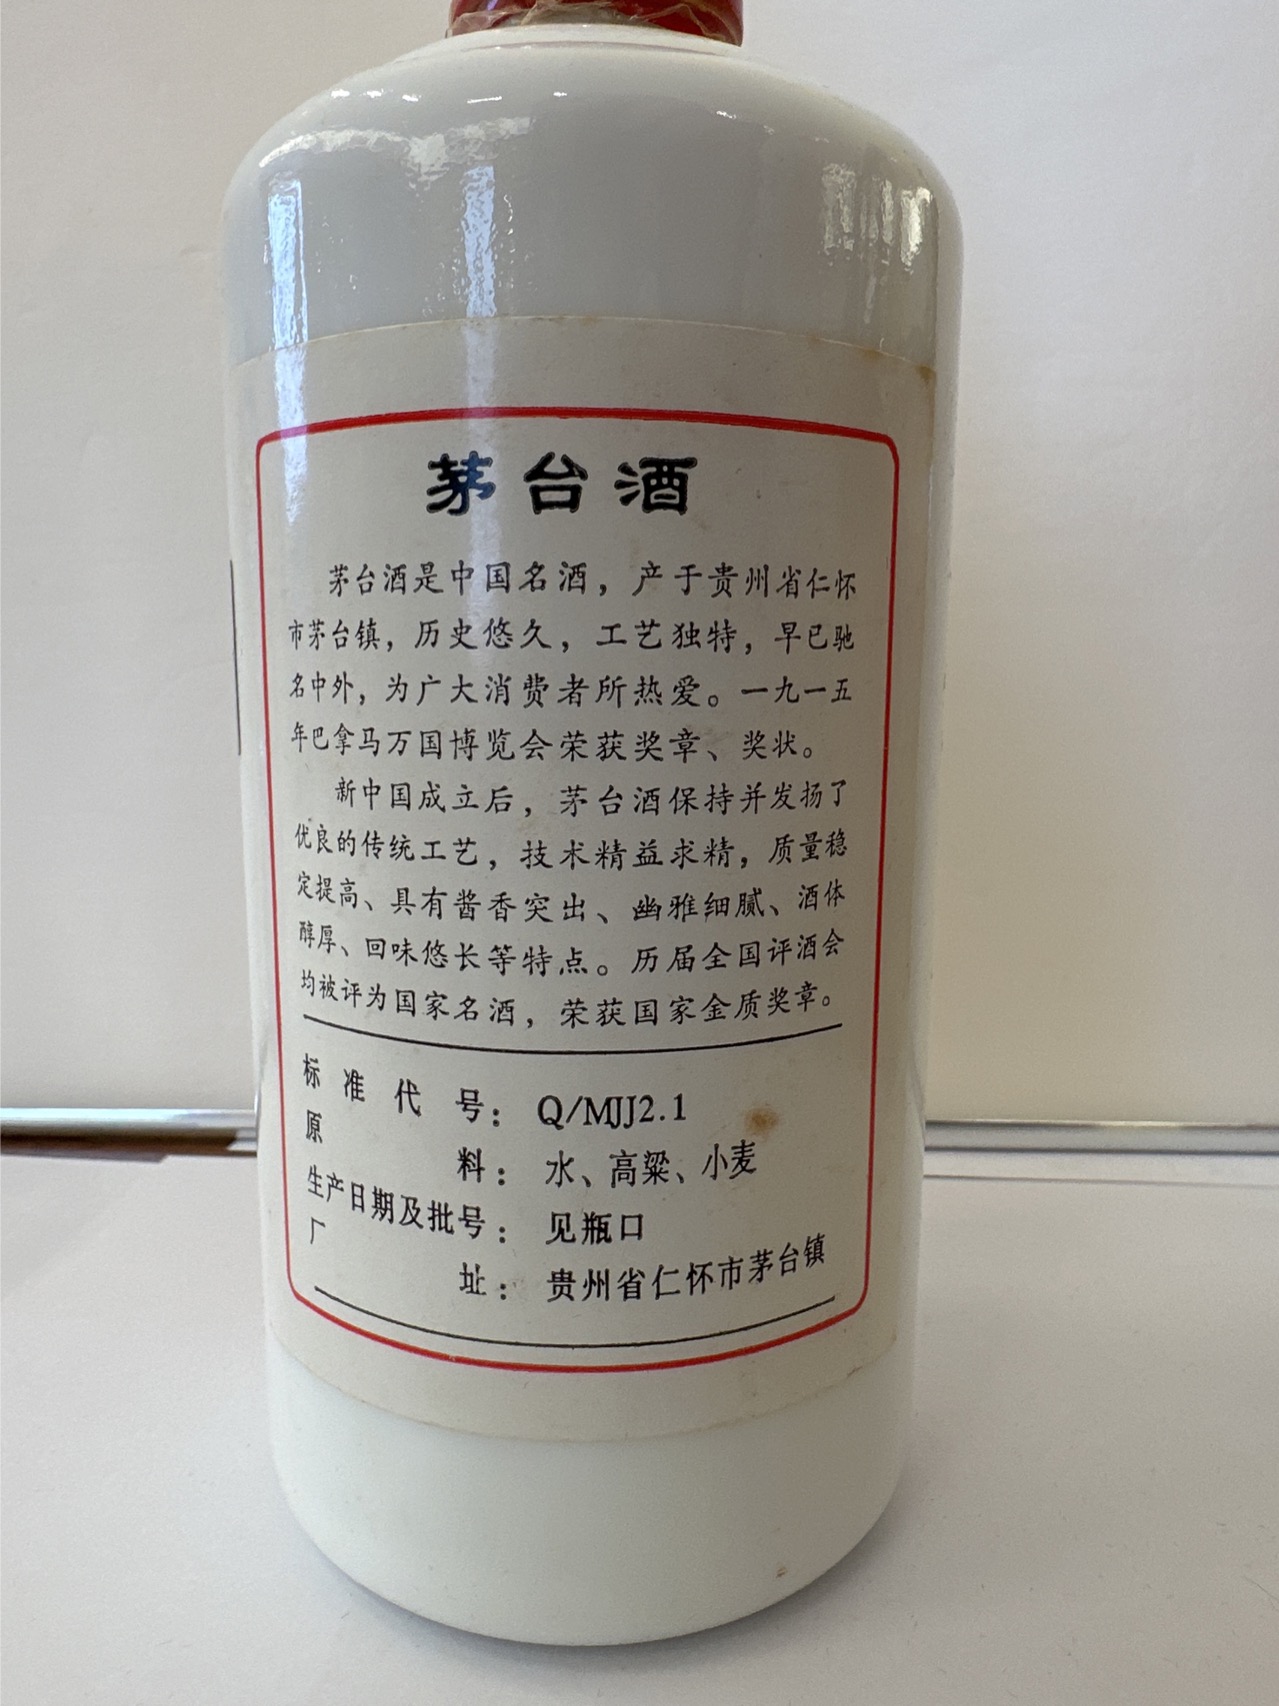 茅台酒
茅台酒是中国名酒，产于贵州省仁怀
市茅台镇，历史悠久，工艺独特，早已驰
名中外，为广大消费者所热爱。一九一五
年巴拿马万国博览会荣获奖章、奖状。
新中国成立后，茅台酒保持并发扬了
优良的传统工艺，技术精益求精，质量稳
定提高、具有酱香突出、幽雅细腻、酒体
醇厚、回味悠长等特点。历届全国评酒会
均被评为国家名酒，荣获国家金质奖章。
标准代号：Q/MJJ2.1
原料：水、高粱、小麦
生产日期及批号：见瓶口
厂址：贵州省仁怀市茅台镇